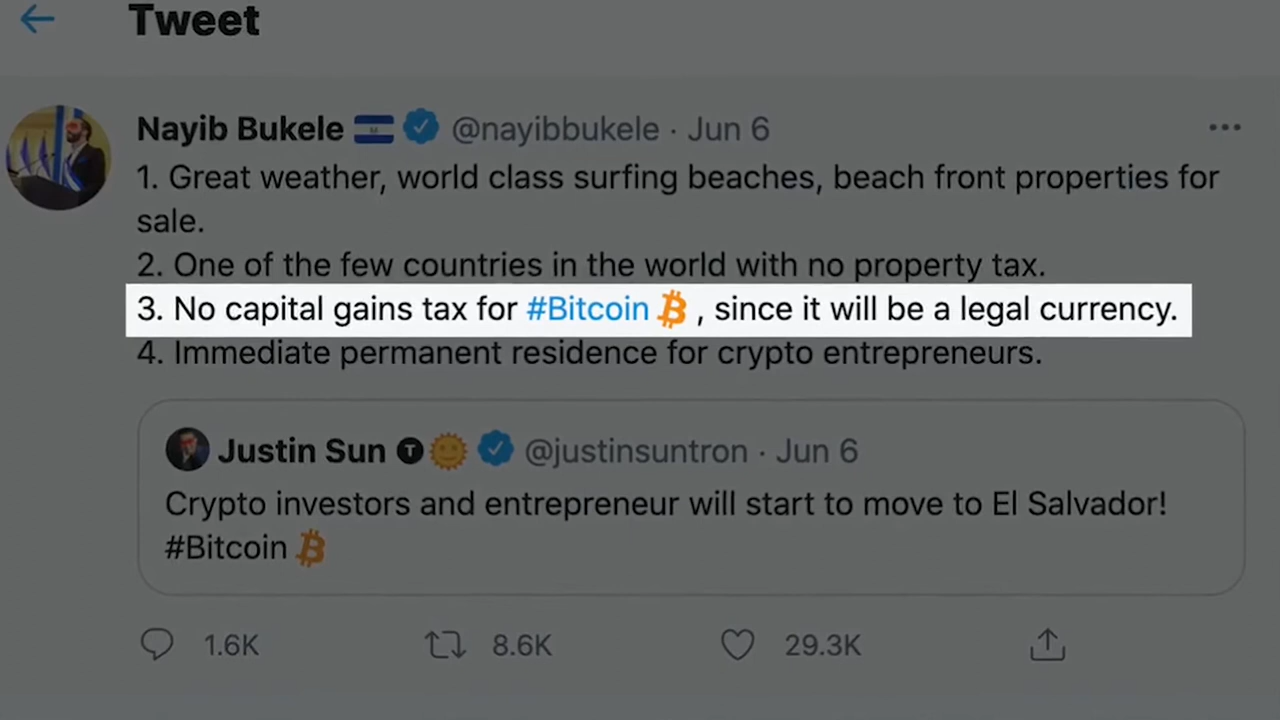 Tweet
Nayib Bukele @nayibbukele · Jun 6
1. Great weather, world class surfing beaches, beach front properties for
sale.
2. One of the few countries in the world with no property tax.
3. No capital gains tax for #Bitcoin , since it will be a legal currency.
4. Immediate permanent residence for crypto entrepreneurs.
Justin Sun @justinsuntron · Jun 6
Crypto investors and entrepreneur will start to move to El Salvador!
#Bitcoin
1.6K 8.6K 29.3K